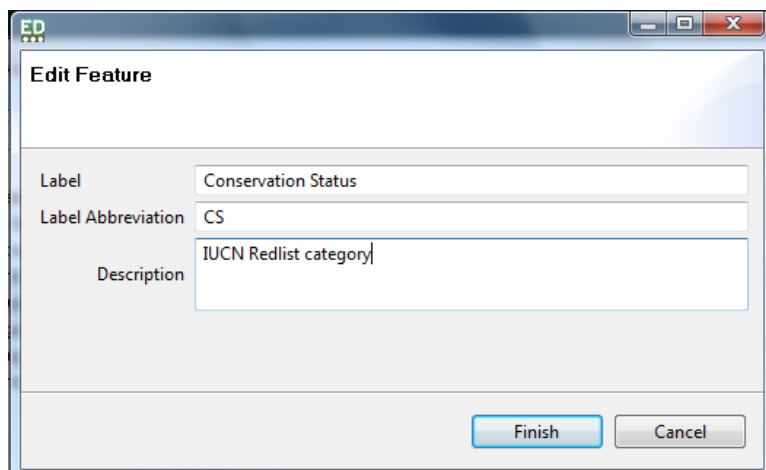 ED
Edit Feature
Label Conservation Status
Label Abbreviation CS
Description IUCN Redlist category
Finish Cancel